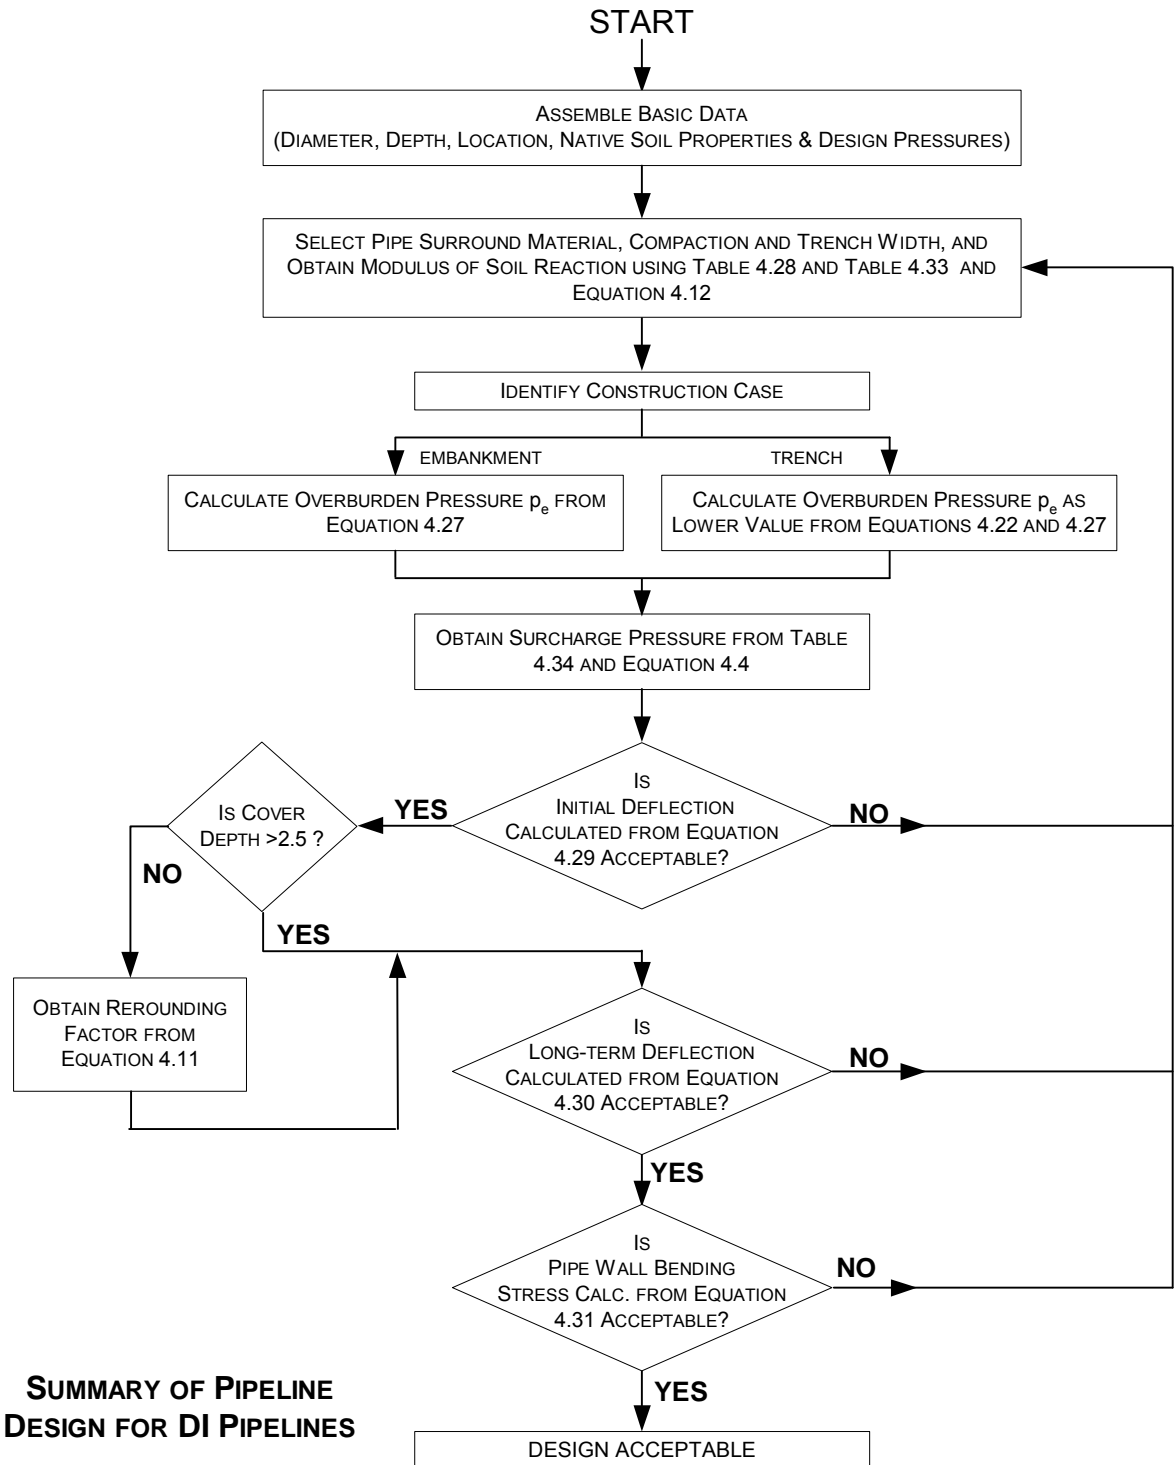 START
ASSEMBLE BASIC DATA
(DIAMETER, DEPTH, LOCATION, NATIVE SOIL PROPERTIES & DESIGN PRESSURES)
SELECT PIPE SURROUND MATERIAL, COMPACTION AND TRENCH WIDTH, AND
OBTAIN MODULUS OF SOIL REACTION USING TABLE 4.28 AND TABLE 4.33 AND
EQUATION 4.12
IDENTIFY CONSTRUCTION CASE
EMBANKMENT
TRENCH
CALCULATE OVERBURDEN PRESSURE pe FROM
EQUATION 4.27
CALCULATE OVERBURDEN PRESSURE pe AS
LOWER VALUE FROM EQUATIONS 4.22 AND 4.27
OBTAIN SURCHARGE PRESSURE FROM TABLE
4.34 AND EQUATION 4.4
IS
INITIAL DEFLECTION
CALCULATED FROM EQUATION
4.29 ACCEPTABLE?
YES
NO
IS COVER
DEPTH >2.5 ?
NO
YES
OBTAIN REROUNDING
FACTOR FROM
EQUATION 4.11
IS
LONG-TERM DEFLECTION
CALCULATED FROM EQUATION
4.30 ACCEPTABLE?
NO
YES
IS
PIPE WALL BENDING
STRESS CALC. FROM EQUATION
4.31 ACCEPTABLE?
NO
YES
SUMMARY OF PIPELINE
DESIGN FOR DI PIPELINES
DESIGN ACCEPTABLE